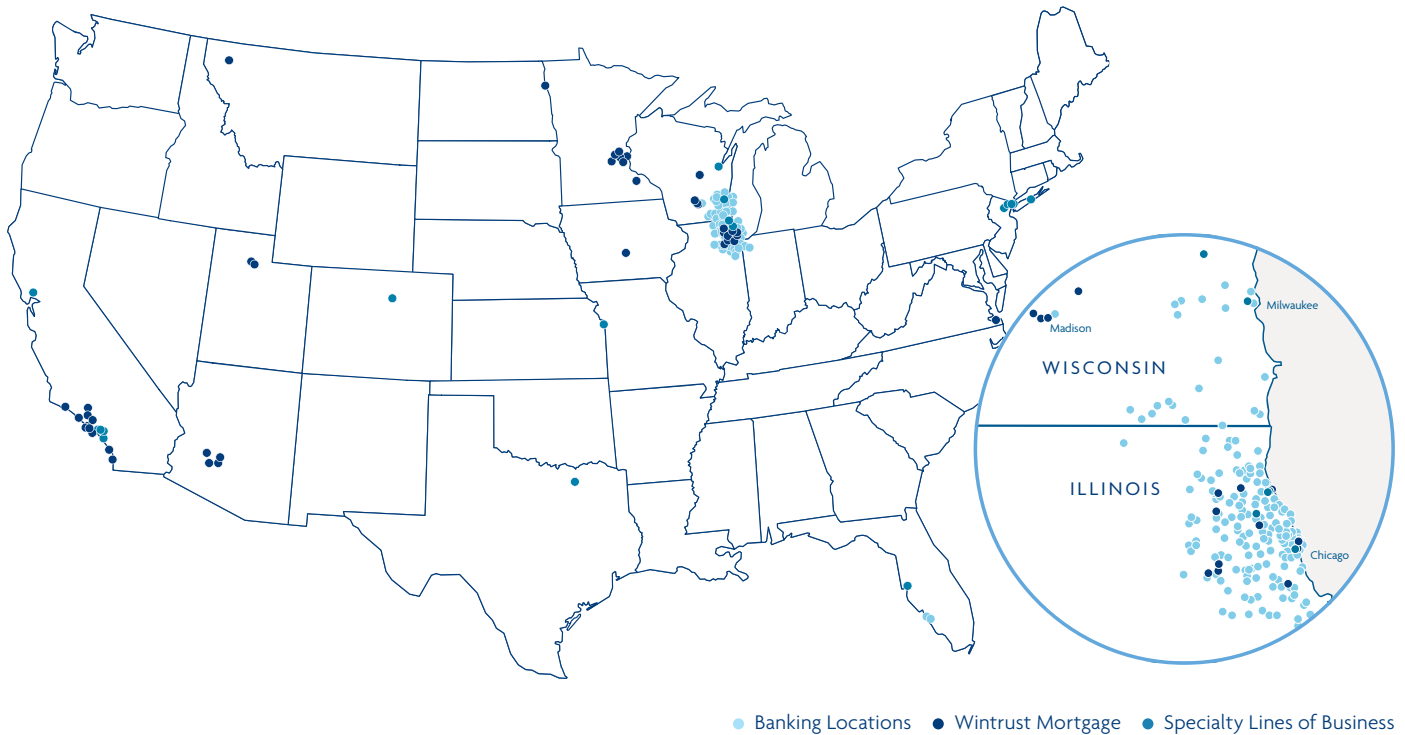 Milwaukee
Madison
WISCONSIN
ILLINOIS
Chicago
Banking Locations Wintrust Mortgage Specialty Lines of Business